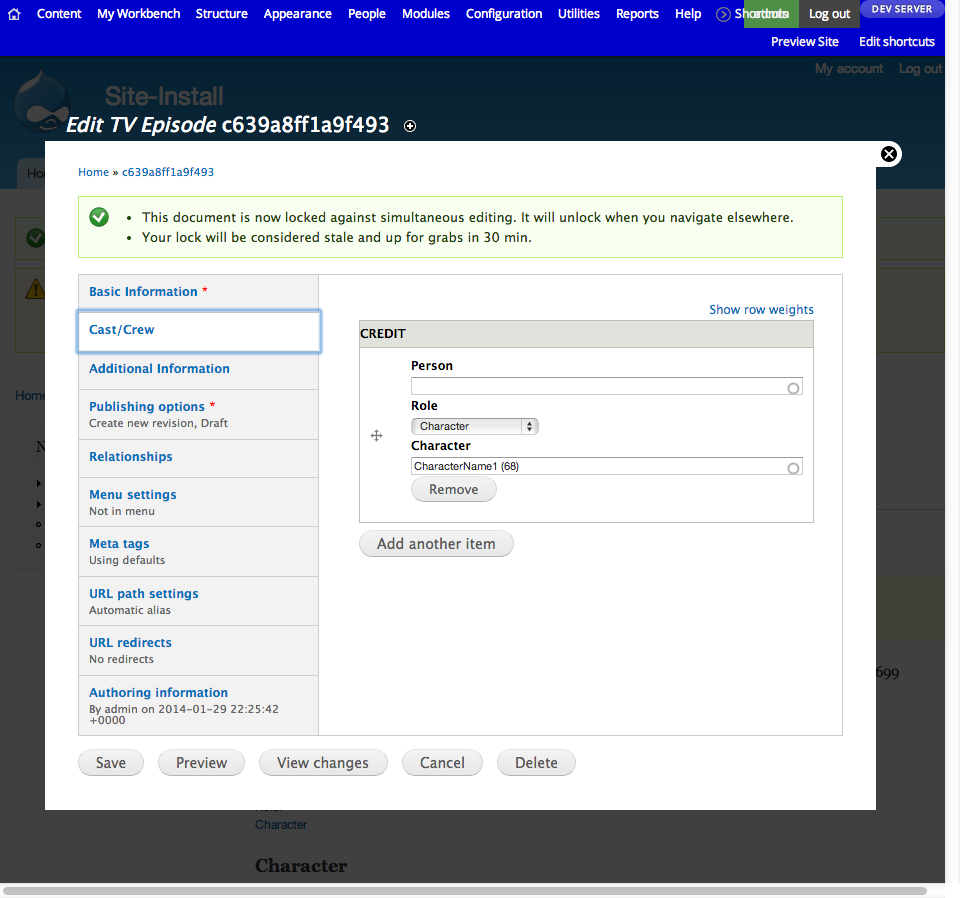 Content My Workbench Structure Appearance People Modules Configuration Utilities Reports Help Log out DEV SERVER
Preview Site Edit shortcuts
My account Log out
Site-Install
Edit TV Episode c639a8ff1a9f493
Home » c639a8ff1a9f493
This document is now locked against simultaneous editing. It will unlock when you navigate elsewhere.
Your lock will be considered stale and up for grabs in 30 min.
Basic Information *
Cast/Crew
Additional Information
Publishing options *
Create new revision, Draft
Relationships
Menu settings
Not in menu
Meta tags
Using defaults
URL path settings
Automatic alias
URL redirects
No redirects
Authoring information
By admin on 2014-01-29 22:25:42
+0000
Show row weights
CREDIT
Person
Role
Character
Character
CharacterName1 (68)
Remove
Add another item
Save Preview View changes Cancel Delete
Home
699
Character
Character